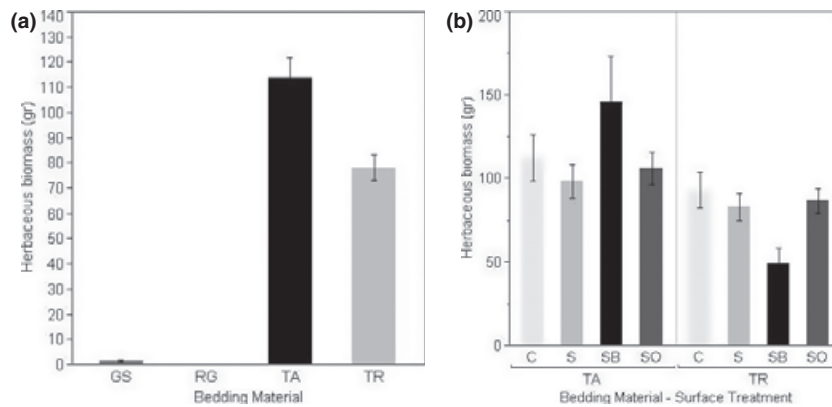 (a)
Herbaceous biomass (gr)
140
130
120
110
100
90
80
70
60
50
40
30
20
10
0
GS RG TA TR
Bedding Material
(b)
Herbaceous biomass (gr)
200
150
100
50
0
C S SB SO C S SB SO
TA TR
Bedding Material - Surface Treatment